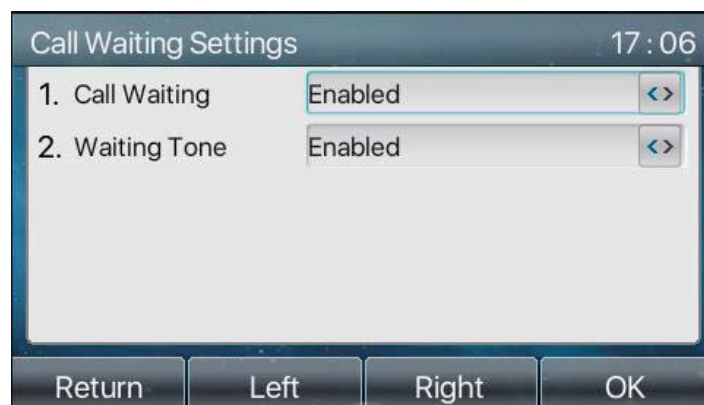 Call Waiting Settings 17:06
1. Call Waiting Enabled <>
2. Waiting Tone Enabled <>
Return Left Right OK